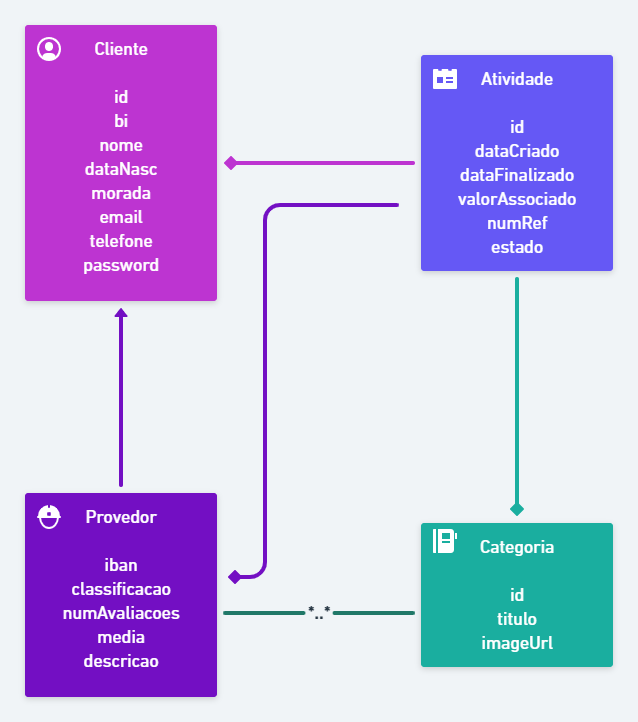 Cliente
id
bi
nome
dataNasc
morada
email
telefone
password
Atividade
id
dataCriado
dataFinalizado
valorAssociado
numRef
estado
Provedor
iban
classificacao
numAvaliacoes
media
descricao
*..*
Categoria
id
titulo
imageUrl